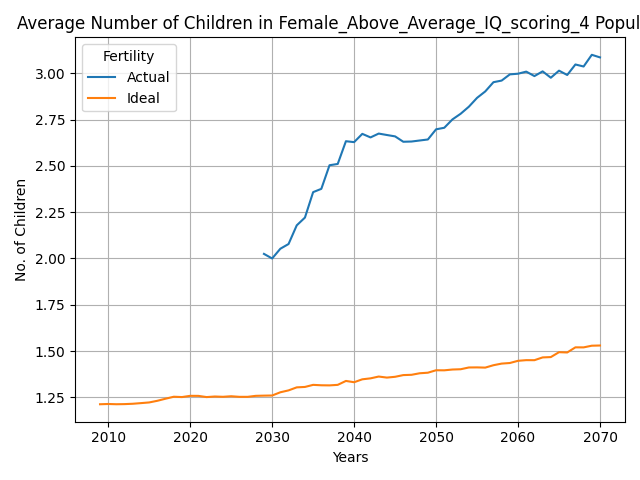 Average Number of Children in Female_Above_Average_IQ_scoring_4 Popul
Fertility
Actual
Ideal
3.00
2.75
2.50
2.25
2.00
1.75
1.50
1.25
No. of Children
2010 2020 2030 2040 2050 2060 2070
Years